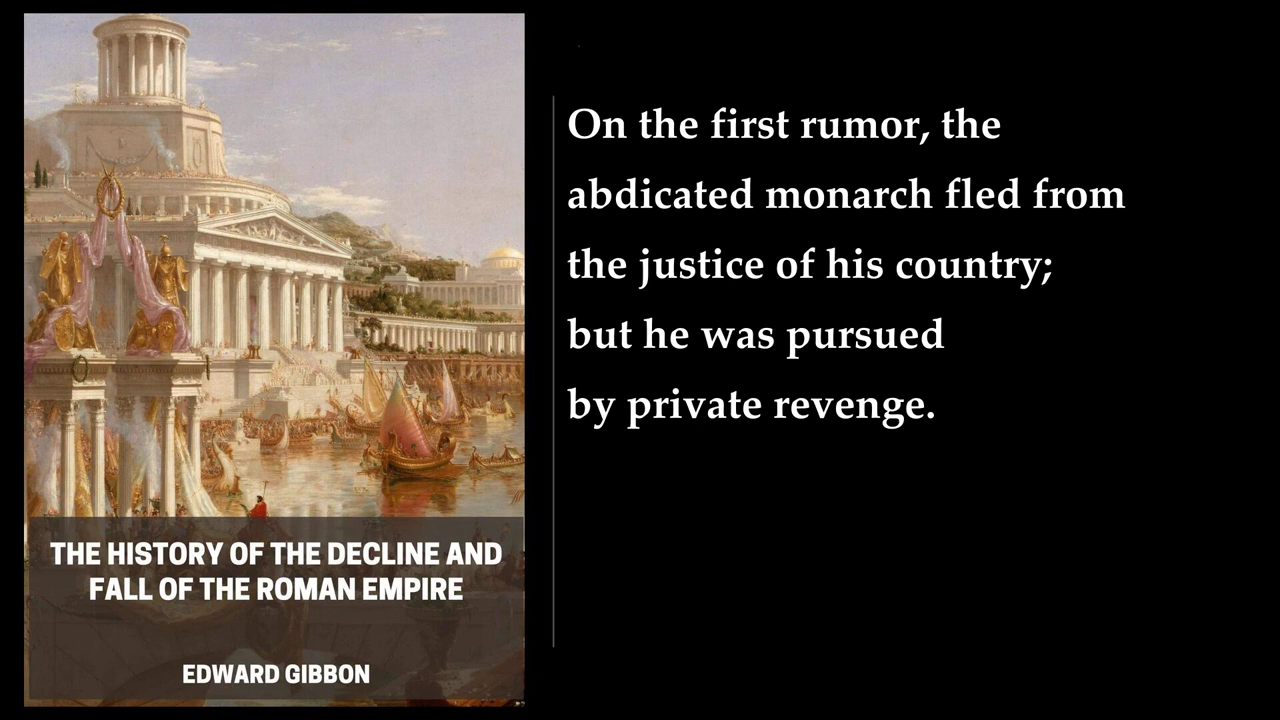 THE HISTORY OF THE DECLINE AND
FALL OF THE ROMAN EMPIRE
EDWARD GIBBON
On the first rumor, the
abdicated monarch fled from
the justice of his country;
but he was pursued
by private revenge.